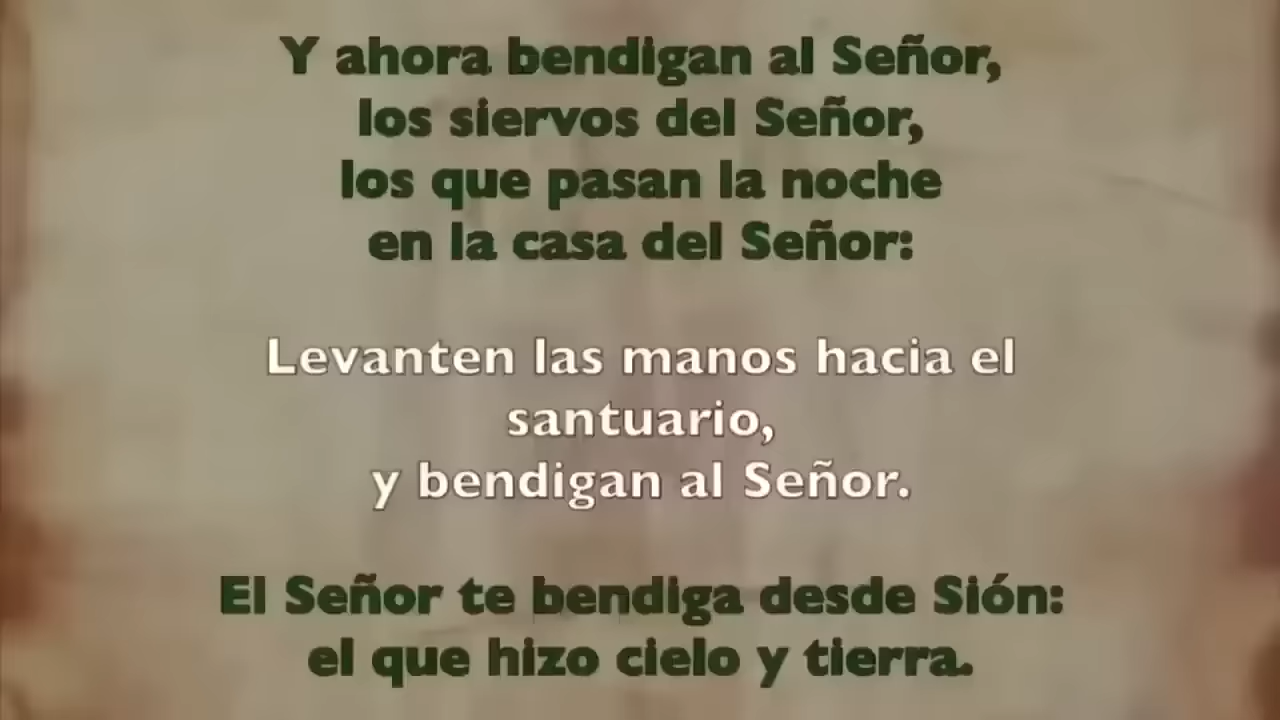 Y ahora bendigan al Señor,
los siervos del Señor,
los que pasan la noche
en la casa del Señor:
Levanten las manos hacia el
santuario,
y bendigan al Señor.
El Señor te bendiga desde Sión:
el que hizo cielo y tierra.